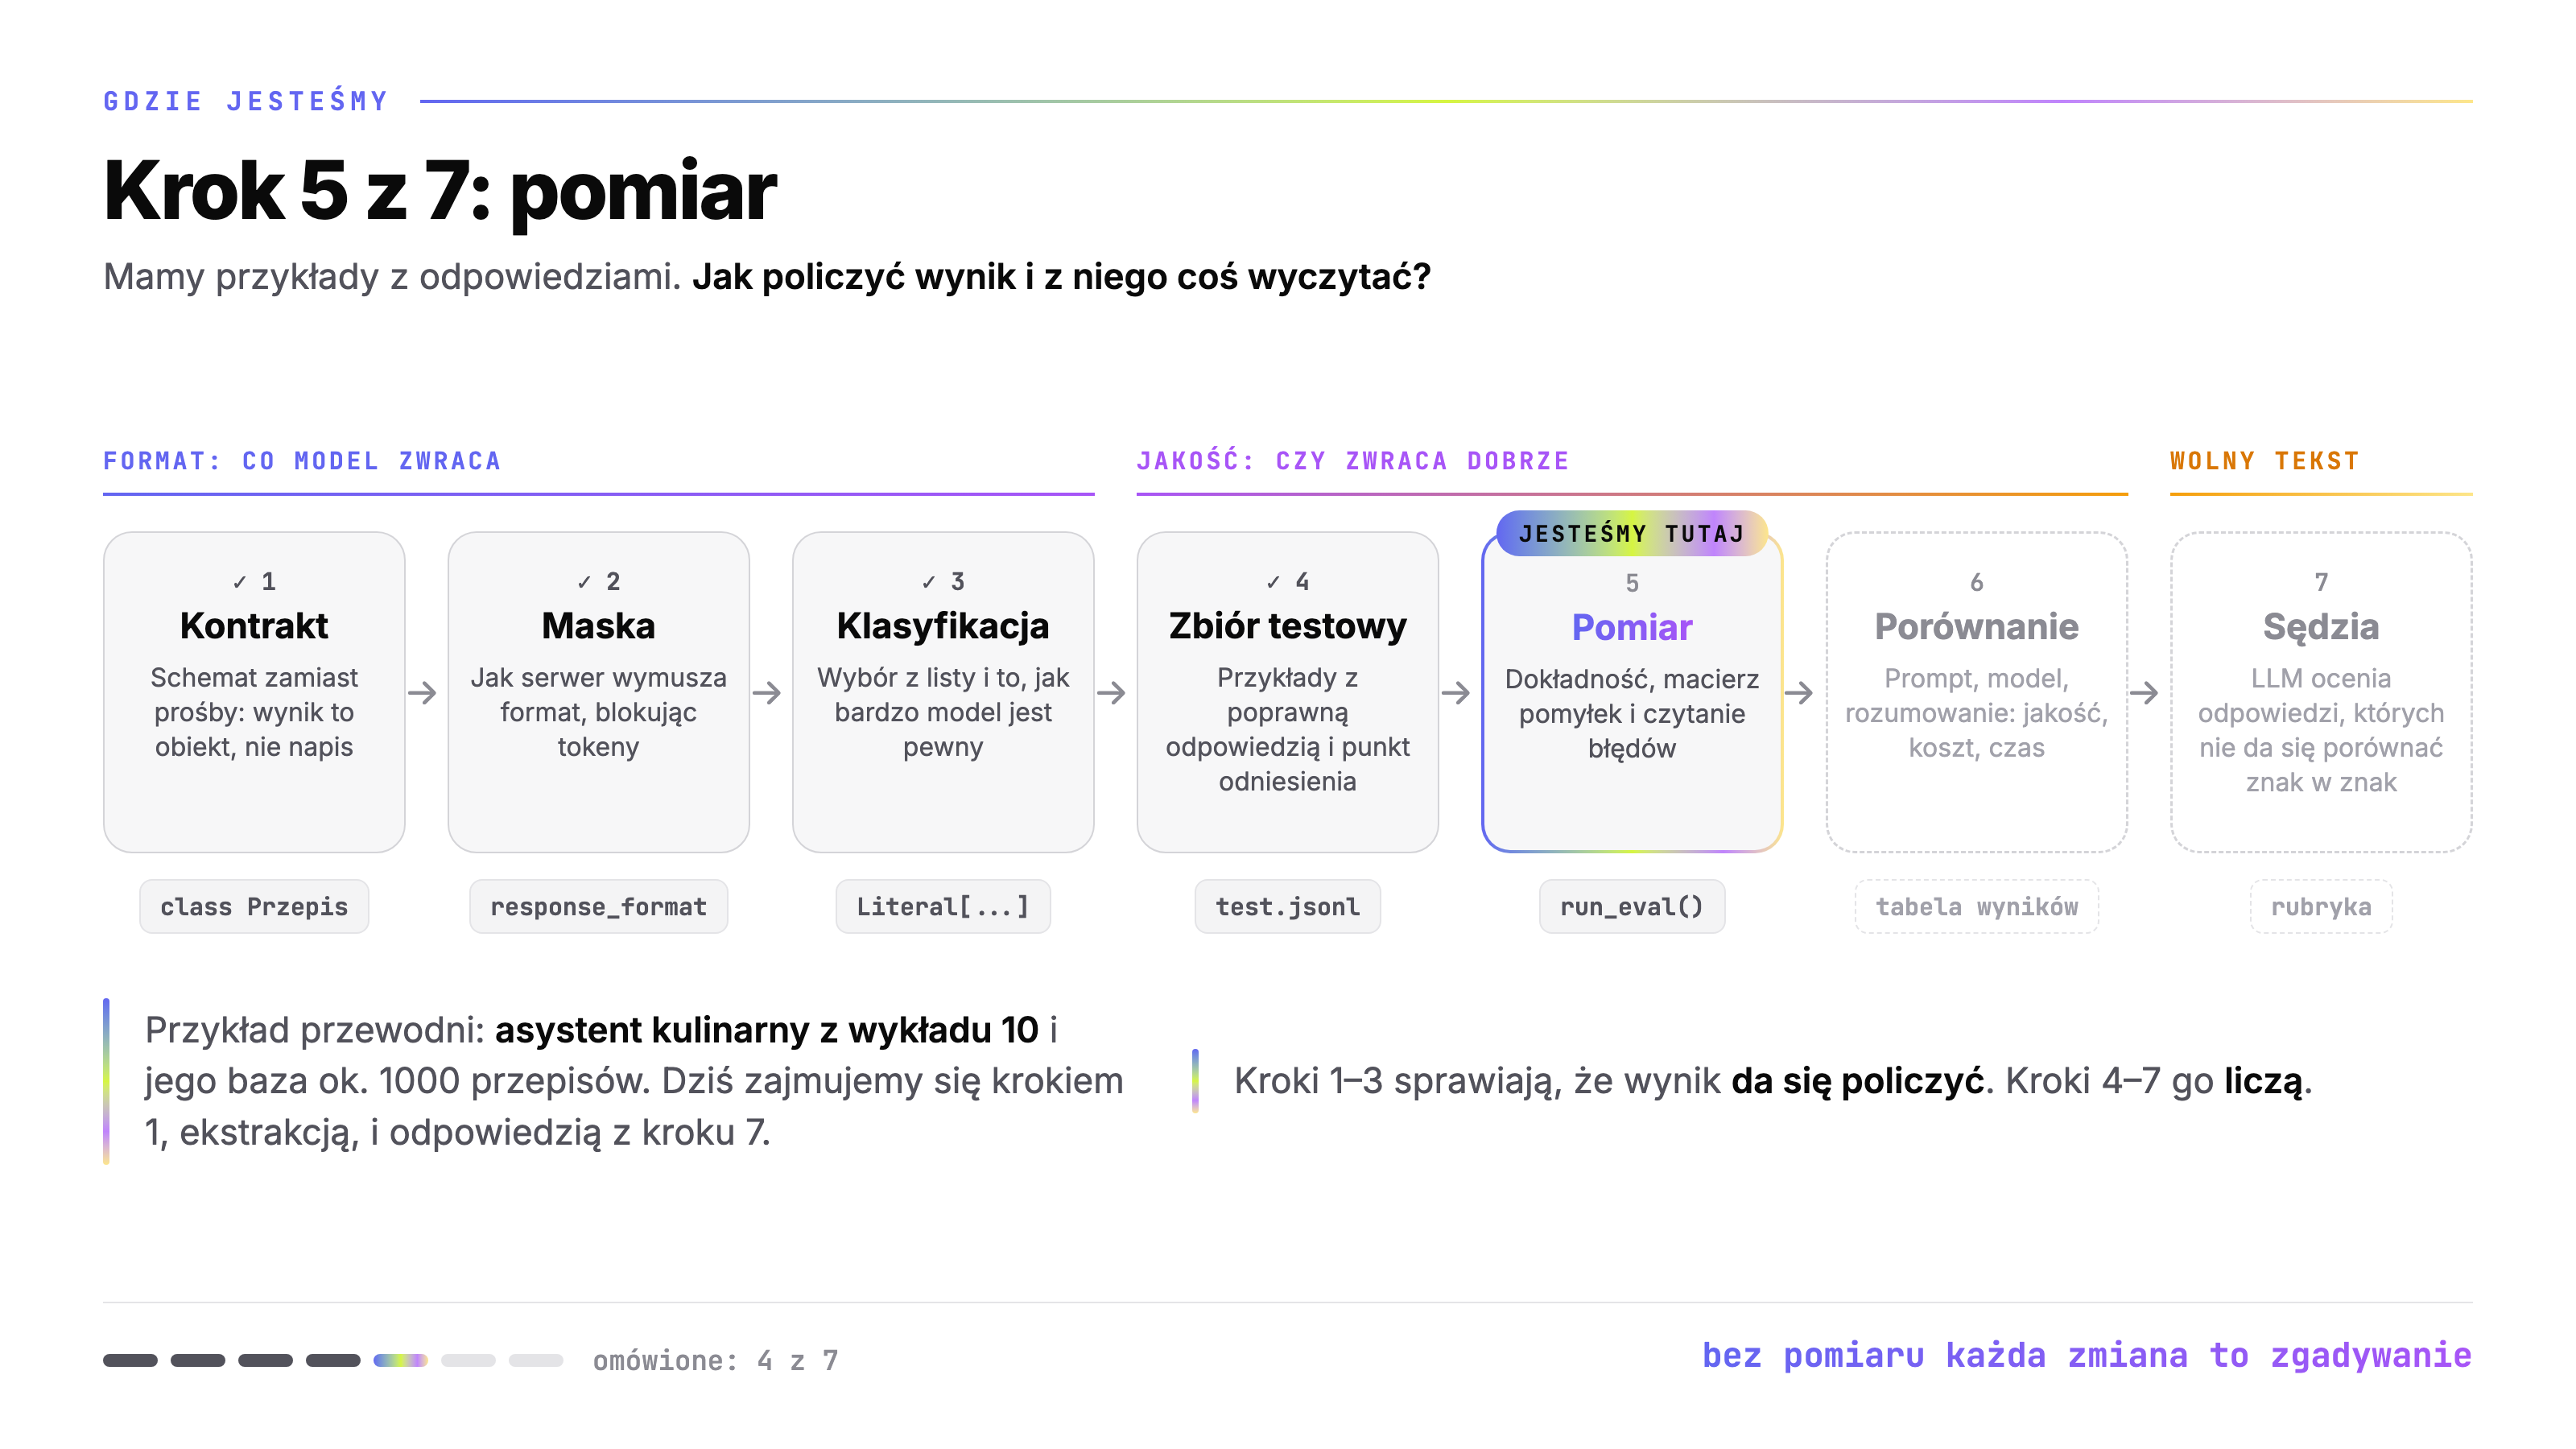 GDZIE JESTEŚMY
Krok 5 z 7: pomiar
Mamy przykłady z odpowiedziami. Jak policzyć wynik i z niego coś wyczytać?
FORMAT: CO MODEL ZWRACA
JAKOŚĆ: CZY ZWRACA DOBRZE
WOLNY TEKST
✓ 1
Kontrakt
Schemat zamiast
prośby: wynik to
obiekt, nie napis
class Przepis
✓ 2
Maska
Jak serwer wymusza
format, blokując
tokeny
response_format
✓ 3
Klasyfikacja
Wybór z listy i to, jak
bardzo model jest
pewny
Literal[...]
✓ 4
Zbiór testowy
Przykłady z
poprawną
odpowiedzią i punkt
odniesienia
test.jsonl
JESTEŚMY TUTAJ
5
Pomiar
Dokładność, macierz
pomyłek i czytanie
błędów
run_eval()
6
Porównanie
Prompt, model,
rozumowanie: jakość,
koszt, czas
tabela wyników
7
Sędzia
LLM ocenia
odpowiedzi, których
nie da się porównać
znak w znak
rubryka
Przykład przewodni: asystent kulinarny z wykładu 10 i
jego baza ok. 1000 przepisów. Dziś zajmujemy się krokiem
1, ekstrakcją, i odpowiedzią z kroku 7.
Kroki 1–3 sprawiają, że wynik da się policzyć. Kroki 4–7 go liczą.
omówione: 4 z 7
bez pomiaru każda zmiana to zgadywanie